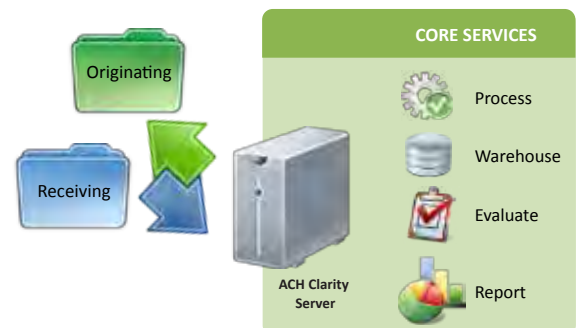 Originating
Receiving
ACH Clarity
Server
CORE SERVICES
Process
Warehouse
Evaluate
Report